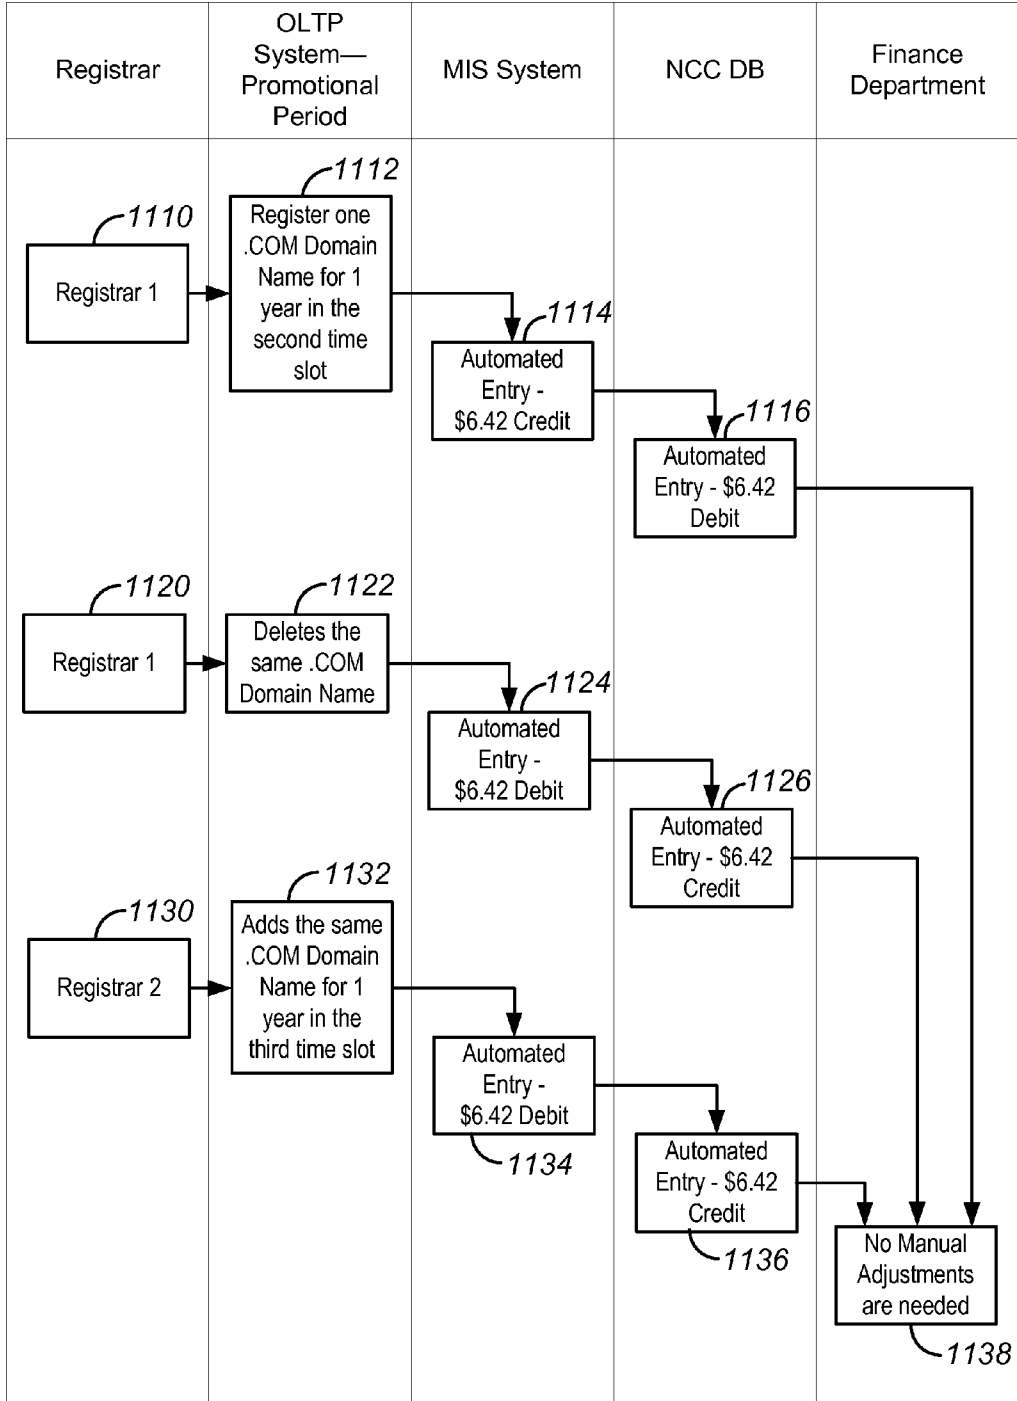 Registrar
OLTP
System—
Promotional
Period
MIS System
NCC DB
Finance
Department
1110
Registrar 1
1112
Register one
.COM Domain
Name for 1
year in the
second time
slot
1114
Automated
Entry -
$6.42 Credit
1116
Automated
Entry - $6.42
Debit
1120
Registrar 1
1122
Deletes the
same .COM
Domain Name
1124
Automated
Entry -
$6.42 Debit
1126
Automated
Entry - $6.42
Credit
1130
Registrar 2
1132
Adds the same
.COM Domain
Name for 1
year in the
third time slot
Automated
Entry -
$6.42 Debit
1134
Automated
Entry - $6.42
Credit
1136
No Manual
Adjustments
are needed
1138